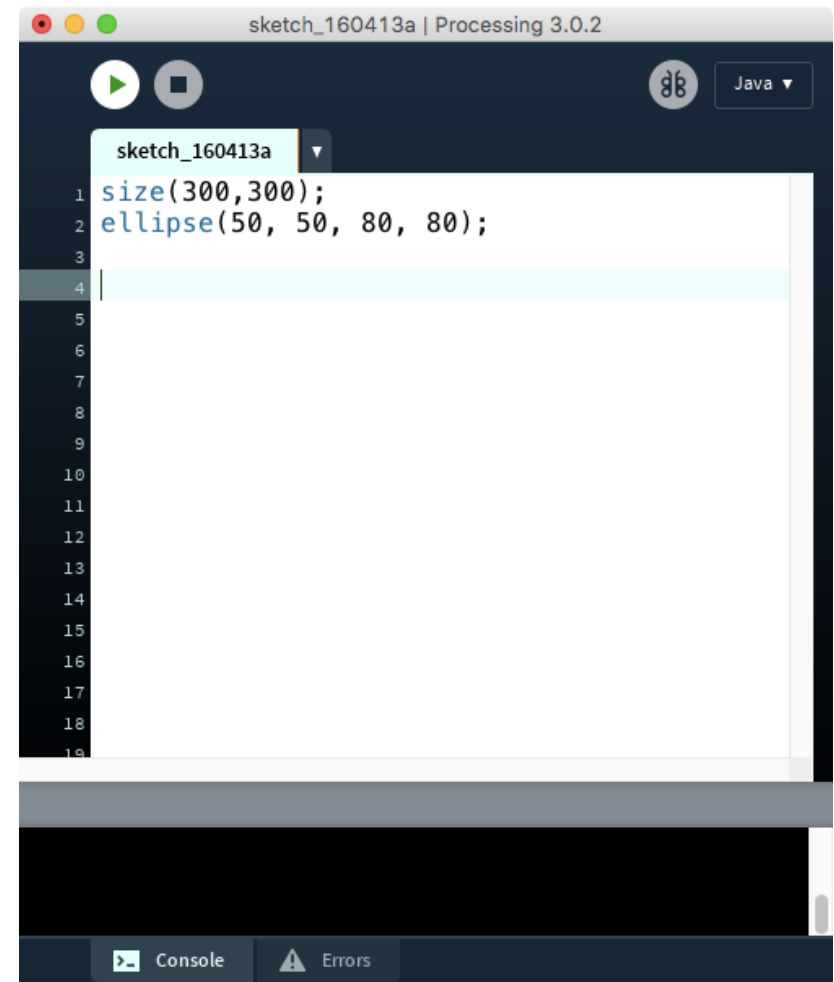 sketch_160413a | Processing 3.0.2
Java ▼
sketch_160413a ▼
1 size(300,300);
2 ellipse(50, 50, 80, 80);
3
4
5
6
7
8
9
10
11
12
13
14
15
16
17
18
19
>_ Console
Errors